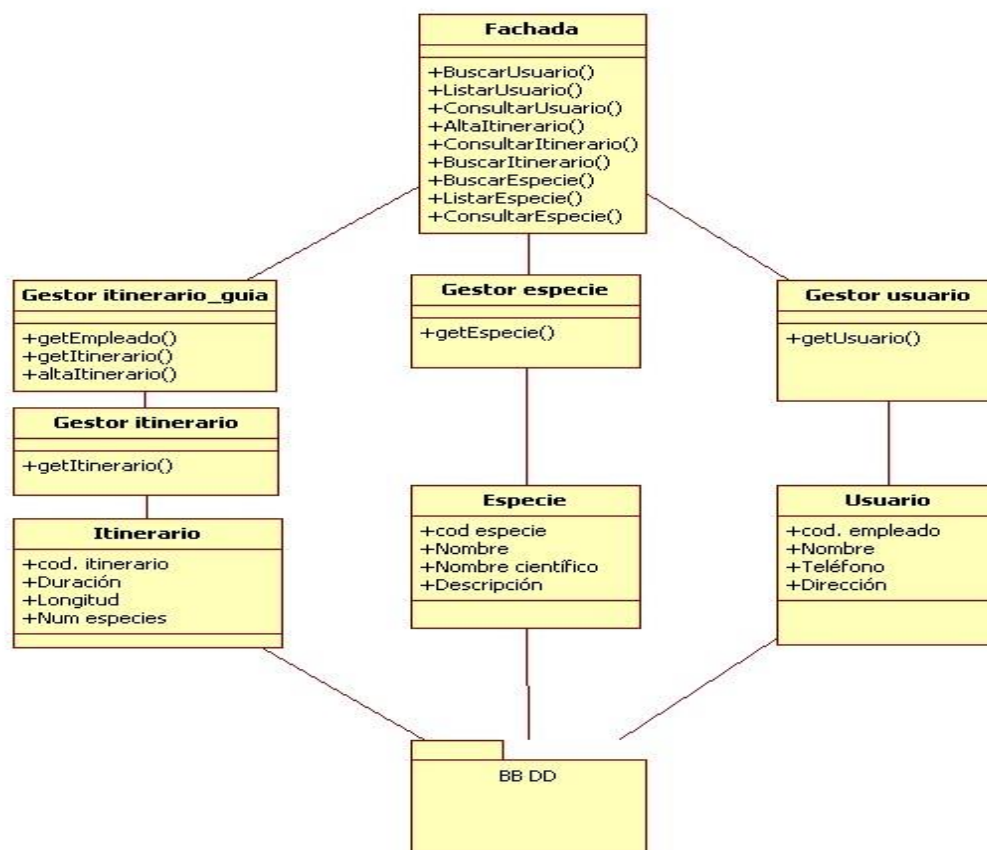 Fachada
+BuscarUsuario()
+ListarUsuario()
+ConsultarUsuario()
+AltaItinerario()
+ConsultarItinerario()
+BuscarItinerario()
+BuscarEspecie()
+ListarEspecie()
+ConsultarEspecie()
Gestor itinerario_guia
+getEmpleado()
+getItinerario()
+altaItinerario()
Gestor especie
+getEspecie()
Gestor usuario
+getUsuario()
Gestor itinerario
+getItinerario()
Itinerario
+cod. itinerario
+Duración
+Longitud
+Num especies
Especie
+cod especie
+Nombre
+Nombre científico
+Descripción
Usuario
+cod. empleado
+Nombre
+Teléfono
+Dirección
BB DD